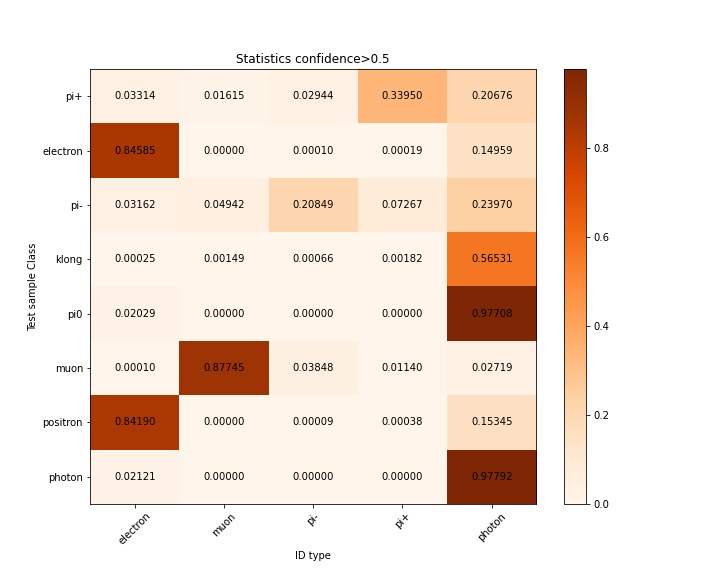 Statistics confidence>0.5
pi+ 0.03314 0.01615 0.02944 0.33950 0.20676
electron 0.84585 0.00000 0.00010 0.00019 0.14959
pi- 0.03162 0.04942 0.20849 0.07267 0.23970
klong 0.00025 0.00149 0.00066 0.00182 0.56531
pi0 0.02029 0.00000 0.00000 0.00000 0.97708
muon 0.00010 0.87745 0.03848 0.01140 0.02719
positron 0.84190 0.00000 0.00009 0.00038 0.15345
photon 0.02121 0.00000 0.00000 0.00000 0.97792
electron muon pi- pi+ photon
ID type
Test sample Class
0.8
0.6
0.4
0.2
0.0